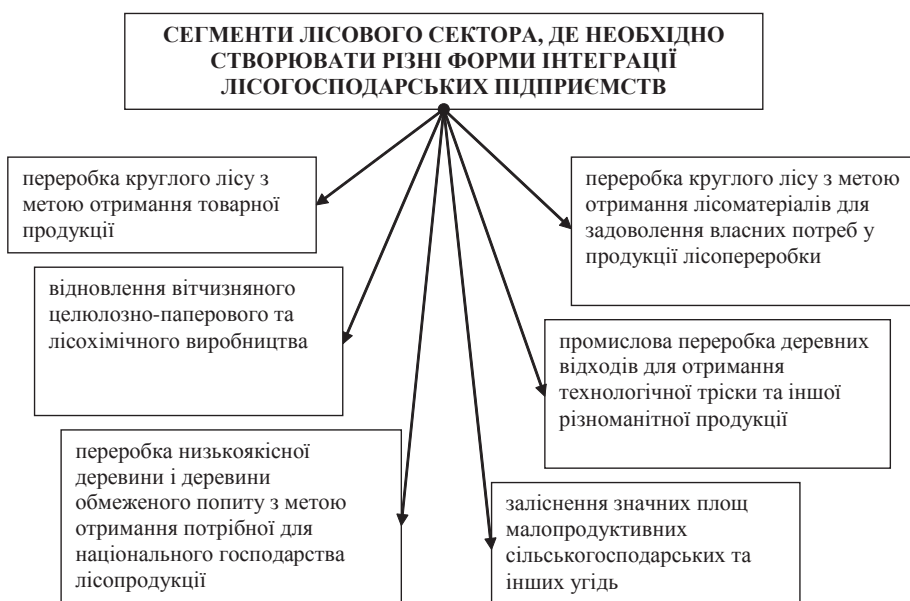 СЕГМЕНТИ ЛІСОВОГО СЕКТОРА, ДЕ НЕОБХІДНО
СТВОРЮВАТИ РІЗНІ ФОРМИ ІНТЕГРАЦІЇ
ЛІСОГОСПОДАРСЬКИХ ПІДПРИЄМСТВ
переробка круглого лісу з
метою отримання товарної
продукції
переробка круглого лісу з метою
отримання лісоматеріалів для
задоволення власних потреб у
продукції лісопереробки
відновлення вітчизняного
целюлозно-паперового та
лісохімічного виробництва
промислова переробка деревних
відходів для отримання
технологічної тріски та іншої
різноманітної продукції
переробка низькоякісної
деревини і деревини
обмеженого попиту з метою
отримання потрібної для
національного господарства
лісопродукції
заліснення значних площ
малопродуктивних
сільськогосподарських та
інших угідь